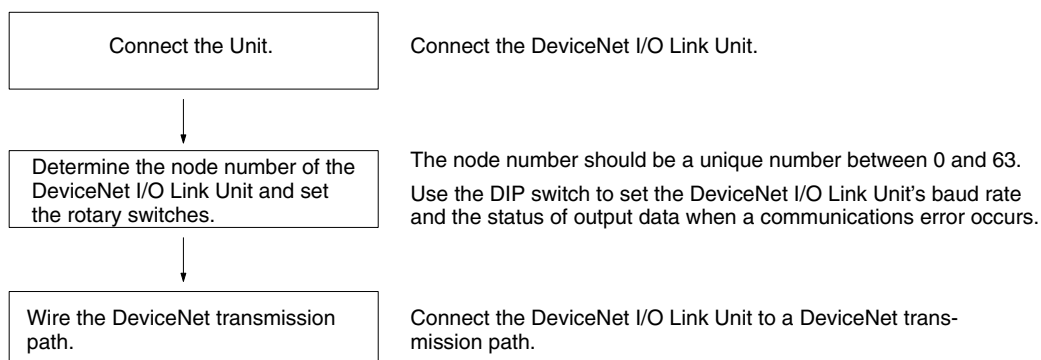 Connect the Unit.
Connect the DeviceNet I/O Link Unit.
Determine the node number of the
DeviceNet I/O Link Unit and set
the rotary switches.
The node number should be a unique number between 0 and 63.
Use the DIP switch to set the DeviceNet I/O Link Unit's baud rate
and the status of output data when a communications error occurs.
Wire the DeviceNet transmission
path.
Connect the DeviceNet I/O Link Unit to a DeviceNet trans-
mission path.